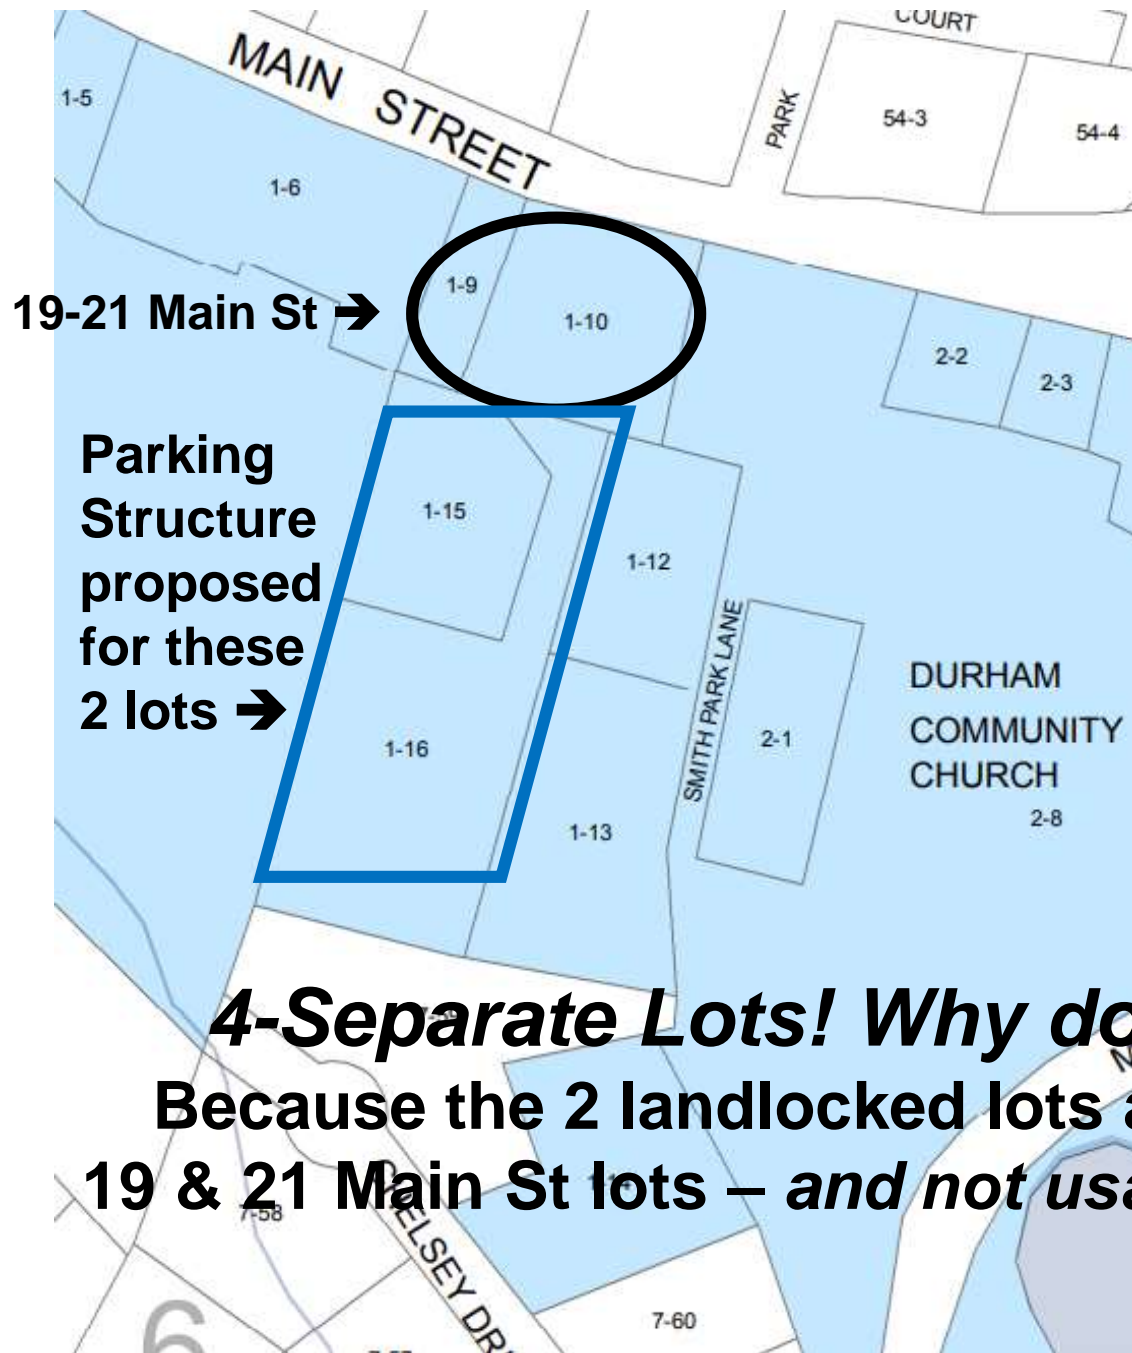 COURT
MAIN STREET
PARK
1-5
54-3
54-4
1-6
1-9
19-21 Main St ➔
1-10
2-2
2-3
Parking
Structure
proposed
for these
2 lots ➔
1-15
1-12
SMITH PARK LANE
DURHAM
COMMUNITY
CHURCH
2-1
1-16
2-8
1-13
4-Separate Lots! Why do
Because the 2 landlocked lots a
19 & 21 Main St lots – and not usa
7-58
CHELSEY DR
7-60
6